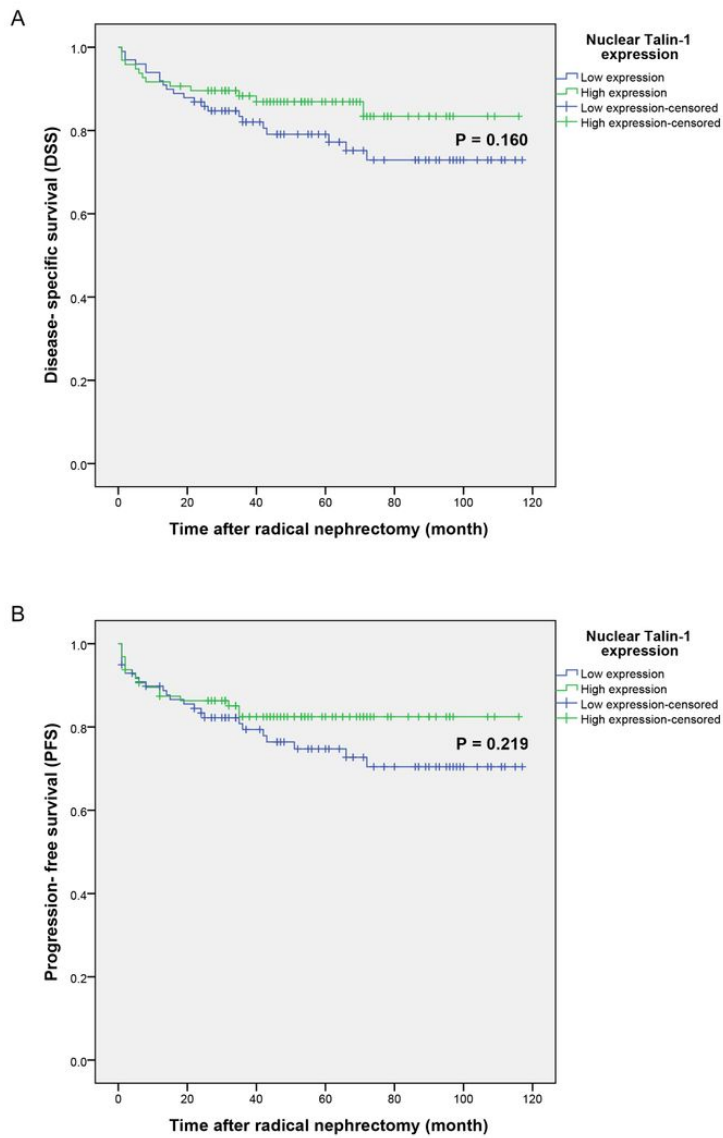 A
Nuclear Talin-1
expression
Low expression
High expression
Low expression-censored
High expression-censored
P = 0.160
Disease- specific survival (DSS)
1.0
0.8
0.6
0.4
0.2
0.0
0 20 40 60 80 100 120
Time after radical nephrectomy (month)
B
Nuclear Talin-1
expression
Low expression
High expression
Low expression-censored
High expression-censored
P = 0.219
Progression- free survival (PFS)
1.0
0.8
0.6
0.4
0.2
0.0
0 20 40 60 80 100 120
Time after radical nephrectomy (month)